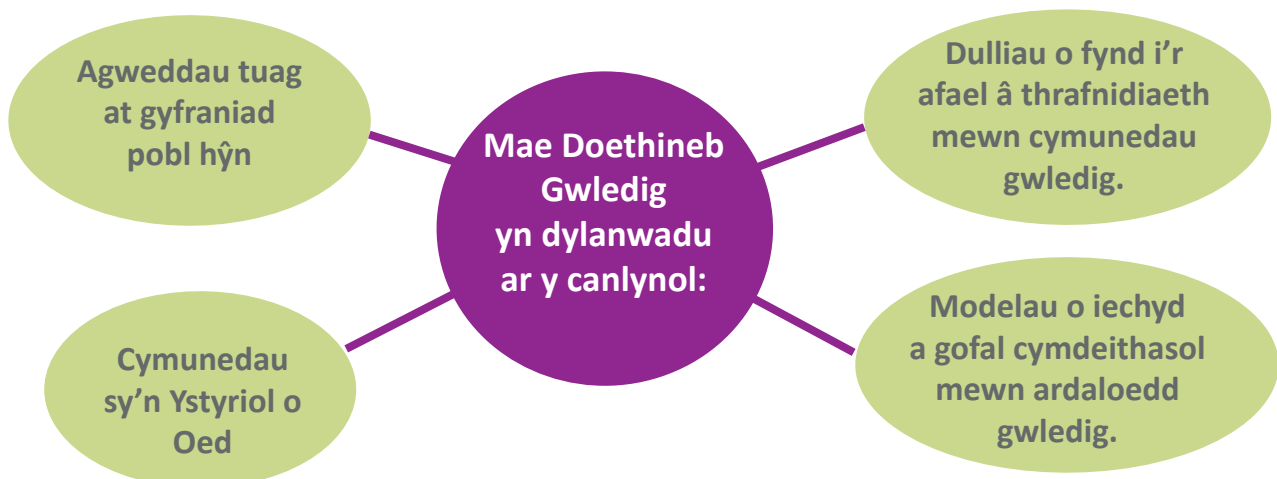 Agweddau tuag
at gyfraniad
pobl hŷn
Mae Doethineb
Gwledig
yn dylanwadu
ar y canlynol:
Dulliau o fynd i’r
afael â thrafnidiaeth
mewn cymunedau
gwledig.
Cymunedau
sy’n Ystyriol o
Oed
Modelau o iechyd
a gofal cymdeithasol
mewn ardaloedd
gwledig.